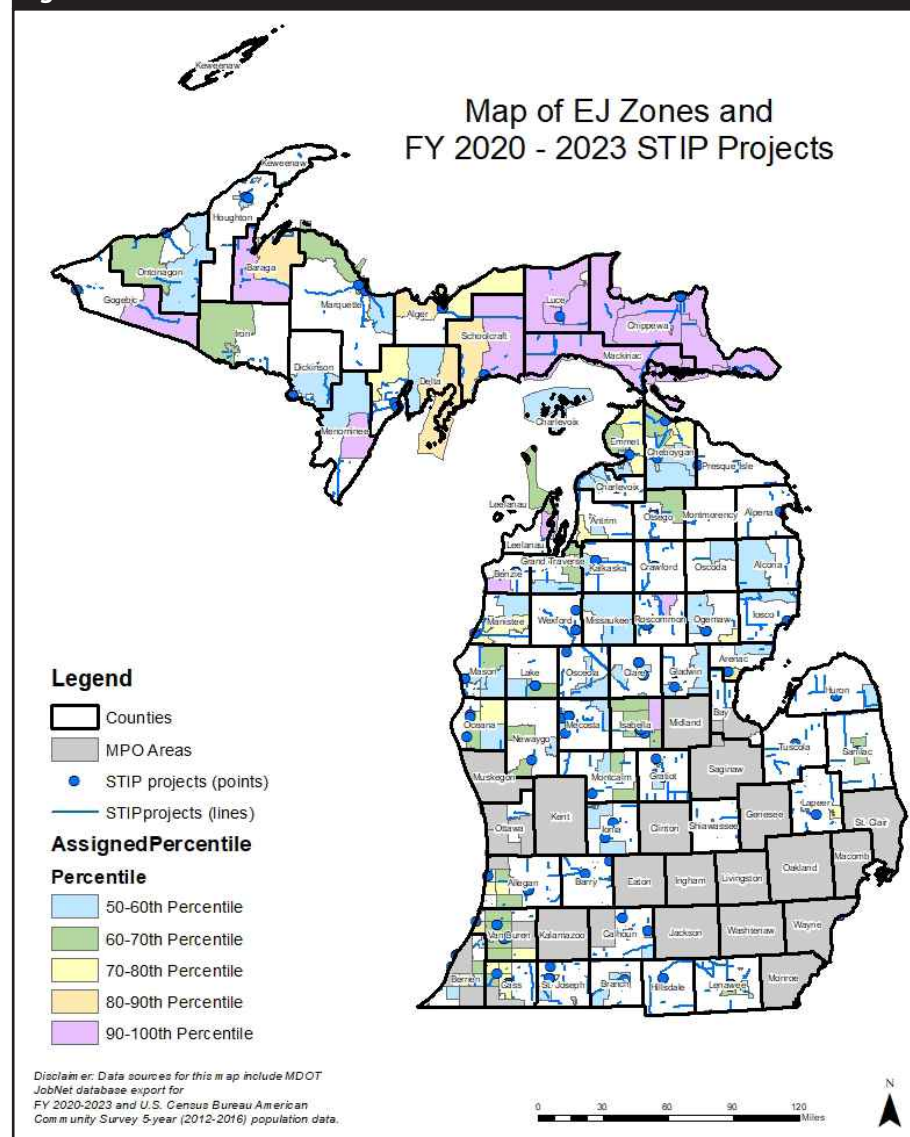 Map of EJ Zones and
FY 2020 - 2023 STIP Projects
Keweenaw
Keweenaw
Houghton
Ontonagon
Baraga
Gogebic
Marquette
Alger
Luce
Chippewa
Iron
Schoolcraft
Mackinac
Dickinson
Delta
Menominee
Charlevoix
Emmet
Cheboygan
Presque Isle
Charlevoix
Leelanau
Antrim
Otsego
Montmorency
Alpena
Leelanau
Grand Traverse
Benzie
Kalkaska
Crawford
Oscoda
Alcona
Manistee
Wexford
Missaukee
Roscommon
Ogemaw
Iosco
Arenac
Mason
Lake
Osceola
Clare
Gladwin
Huron
Oceana
Newaygo
Mecosta
Isabella
Midland
Bay
Tuscola
Sanilac
Muskegon
Montcalm
Gratiot
Saginaw
Lapeer
Ottawa
Kent
Ionia
Clinton
Shiawassee
Genesee
St. Clair
Macomb
Oakland
Allegan
Barry
Eaton
Ingham
Livingston
Van Buren
Kalamazoo
Calhoun
Jackson
Washtenaw
Wayne
Berrien
Cass
St. Joseph
Branch
Hillsdale
Lenawee
Monroe
Legend
Counties
MPO Areas
STIP projects (points)
STIPprojects (lines)
AssignedPercentile
Percentile
50-60th Percentile
60-70th Percentile
70-80th Percentile
80-90th Percentile
90-100th Percentile
Disclaimer: Data sources for this map include MDOT
JobNet database export for
FY 2020-2023 and U.S. Census Bureau American
Community Survey 5-year (2012-2016) population data.
0 30 60 90 120
Miles
N